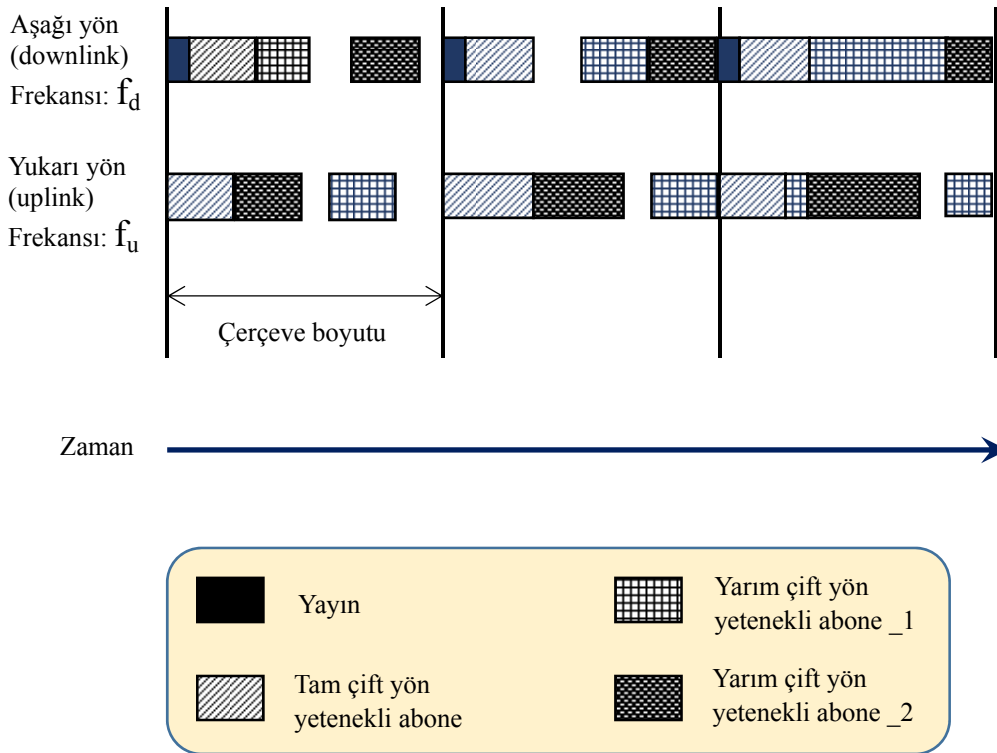 Aşağı yön
(downlink)
Frekansı: fd
Yukarı yön
(uplink)
Frekansı: fu
Çerçeve boyutu
Zaman
Yayın
Yarım çift yön
yetenekli abone _1
Tam çift yön
yetenekli abone
Yarım çift yön
yetenekli abone _2